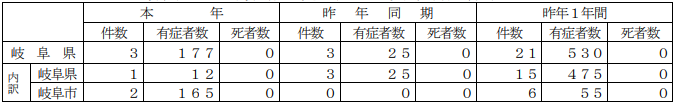 本年 昨年同期 昨年1年間
件数 有症者数 死者数 件数 有症者数 死者数 件数 有症者数 死者数
岐阜県 3 177 0 3 25 0 21 530 0
内訳 岐阜県 1 12 0 3 25 0 15 475 0
岐阜市 2 165 0 0 0 0 6 55 0